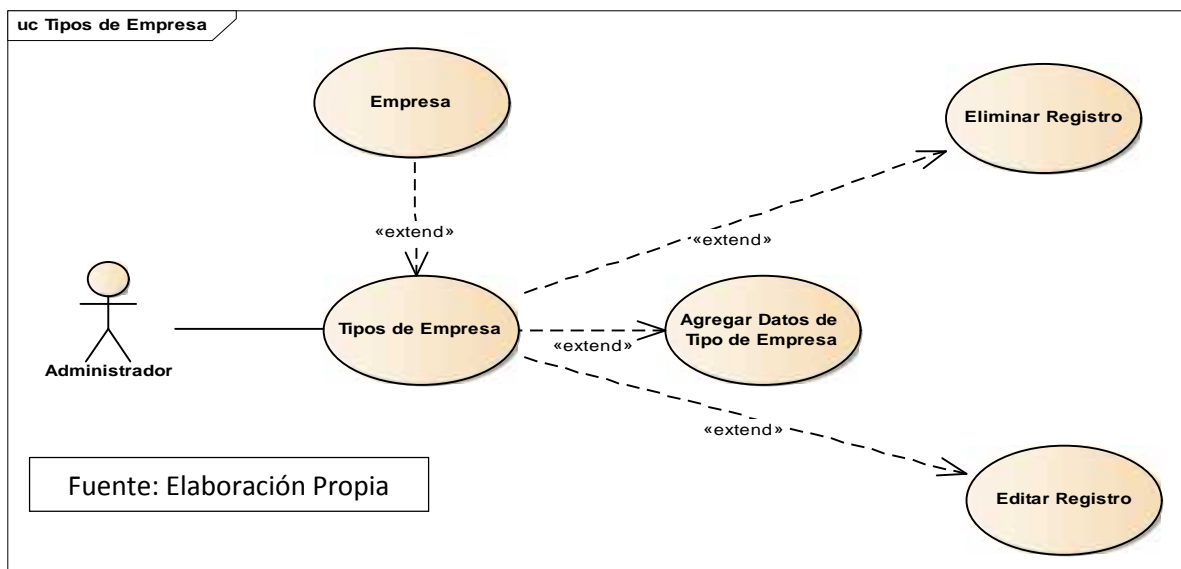 uc Tipos de Empresa
Empresa
Eliminar Registro
«extend»
«extend»
Tipos de Empresa
Agregar Datos de
Tipo de Empresa
«extend»
Administrador
«extend»
Fuente: Elaboración Propia
Editar Registro